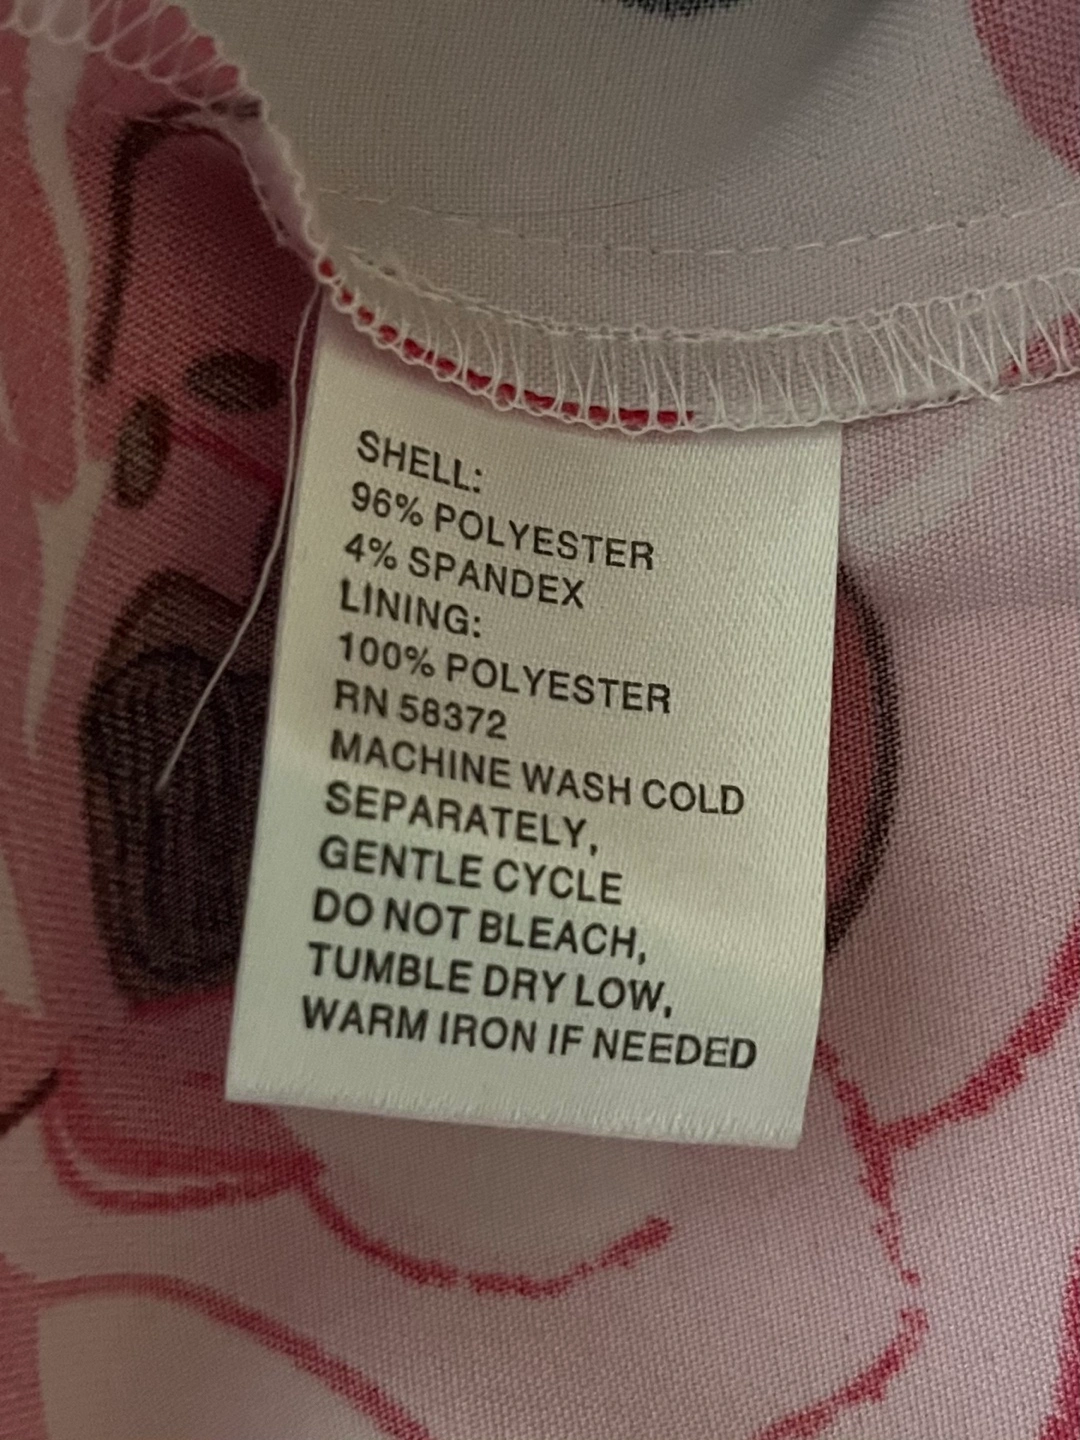 SHELL:
96% POLYESTER
4% SPANDEX
LINING:
100% POLYESTER
RN 58372
MACHINE WASH COLD
SEPARATELY,
GENTLE CYCLE
DO NOT BLEACH,
TUMBLE DRY LOW,
WARM IRON IF NEEDED